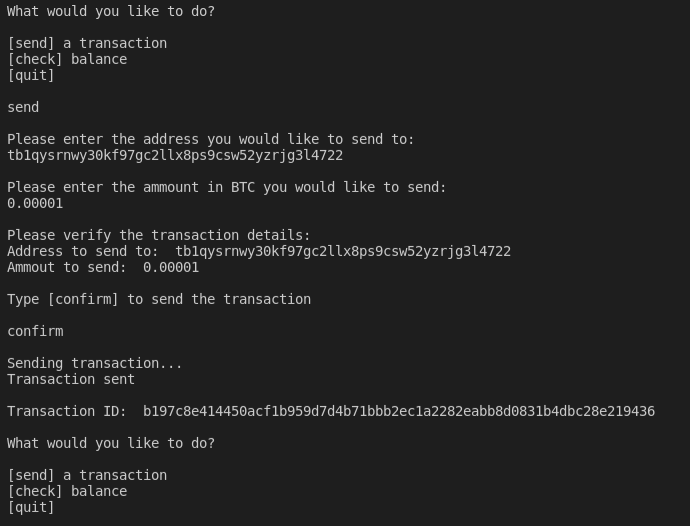 What would you like to do?
[send] a transaction
[check] balance
[quit]
send
Please enter the address you would like to send to:
tb1qysrnwy30kf97gc2llx8ps9csw52yzrjg3l4722
Please enter the ammount in BTC you would like to send:
0.00001
Please verify the transaction details:
Address to send to:  tb1qysrnwy30kf97gc2llx8ps9csw52yzrjg3l4722
Ammout to send:  0.00001
Type [confirm] to send the transaction
confirm
Sending transaction...
Transaction sent
Transaction ID:  b197c8e414450acf1b959d7d4b71bbb2ec1a2282eabb8d0831b4dbc28e219436
What would you like to do?
[send] a transaction
[check] balance
[quit]